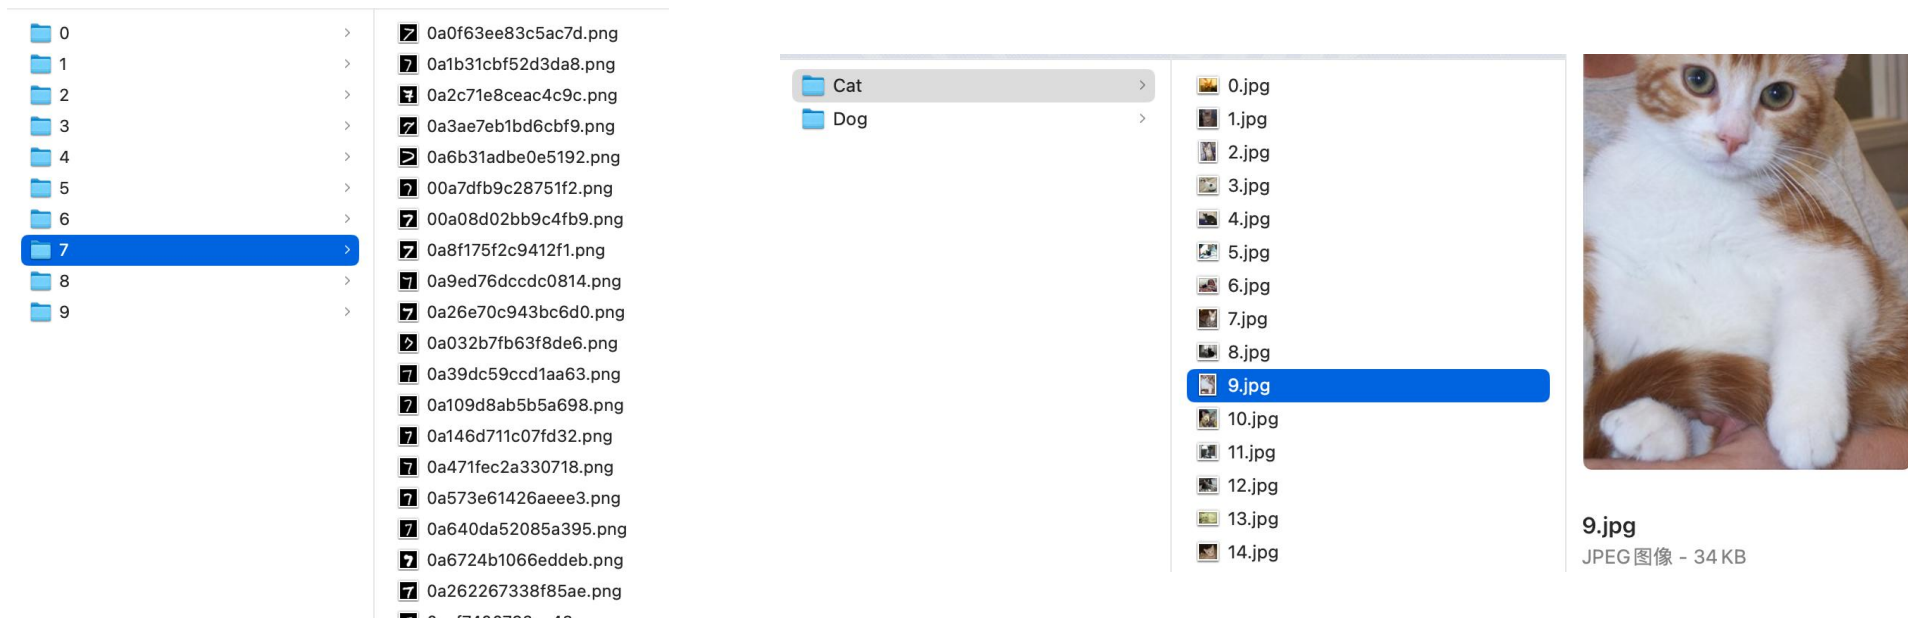 0
1
2
3
4
5
6
7
8
9
0a0f63ee83c5ac7d.png
0a1b31cbf52d3da8.png
0a2c71e8ceac4c9c.png
0a3ae7eb1bd6cbf9.png
0a6b31adbe0e5192.png
00a7dfb9c28751f2.png
00a08d02bb9c4fb9.png
0a8f175f2c9412f1.png
0a9ed76dccdc0814.png
0a26e70c943bc6d0.png
0a032b7fb63f8de6.png
0a39dc59ccd1aa63.png
0a109d8ab5b5a698.png
0a146d711c07fd32.png
0a471fec2a330718.png
0a573e61426aeee3.png
0a640da52085a395.png
0a6724b1066eddeb.png
0a262267338f85ae.png
Cat
Dog
0.jpg
1.jpg
2.jpg
3.jpg
4.jpg
5.jpg
6.jpg
7.jpg
8.jpg
9.jpg
10.jpg
11.jpg
12.jpg
13.jpg
14.jpg
9.jpg
JPEG图像 - 34 KB